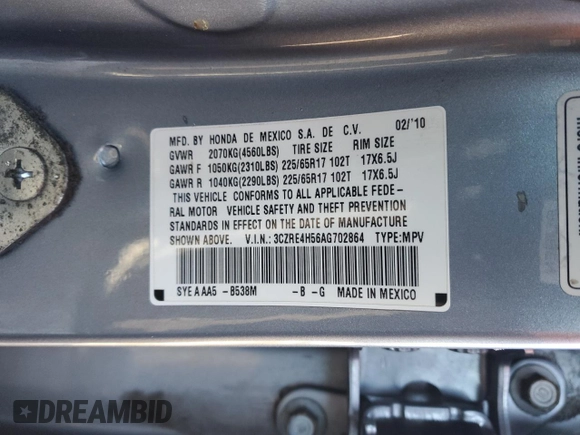 MFD. BY HONDA DE MEXICO S.A. DE C.V. 02/'10
GVWR 2070KG(4560LBS) TIRE SIZE RIM SIZE
GAWR F 1050KG(2310LBS) 225/65R17 102T 17X6.5J
GAWR R 1040KG(2290LBS) 225/65R17 102T 17X6.5J
THIS VEHICLE CONFORMS TO ALL APPLICABLE FEDE-
RAL MOTOR VEHICLE SAFETY AND THEFT PREVENTION
STANDARDS IN EFFECT ON THE DATE OF MANUFACTURE
SHOWN ABOVE. V.I.N.: 3CZRE4H56AG702864 TYPE:MPV
SYE A AA5 -B538M -B -G MADE IN MEXICO
DREAMBID